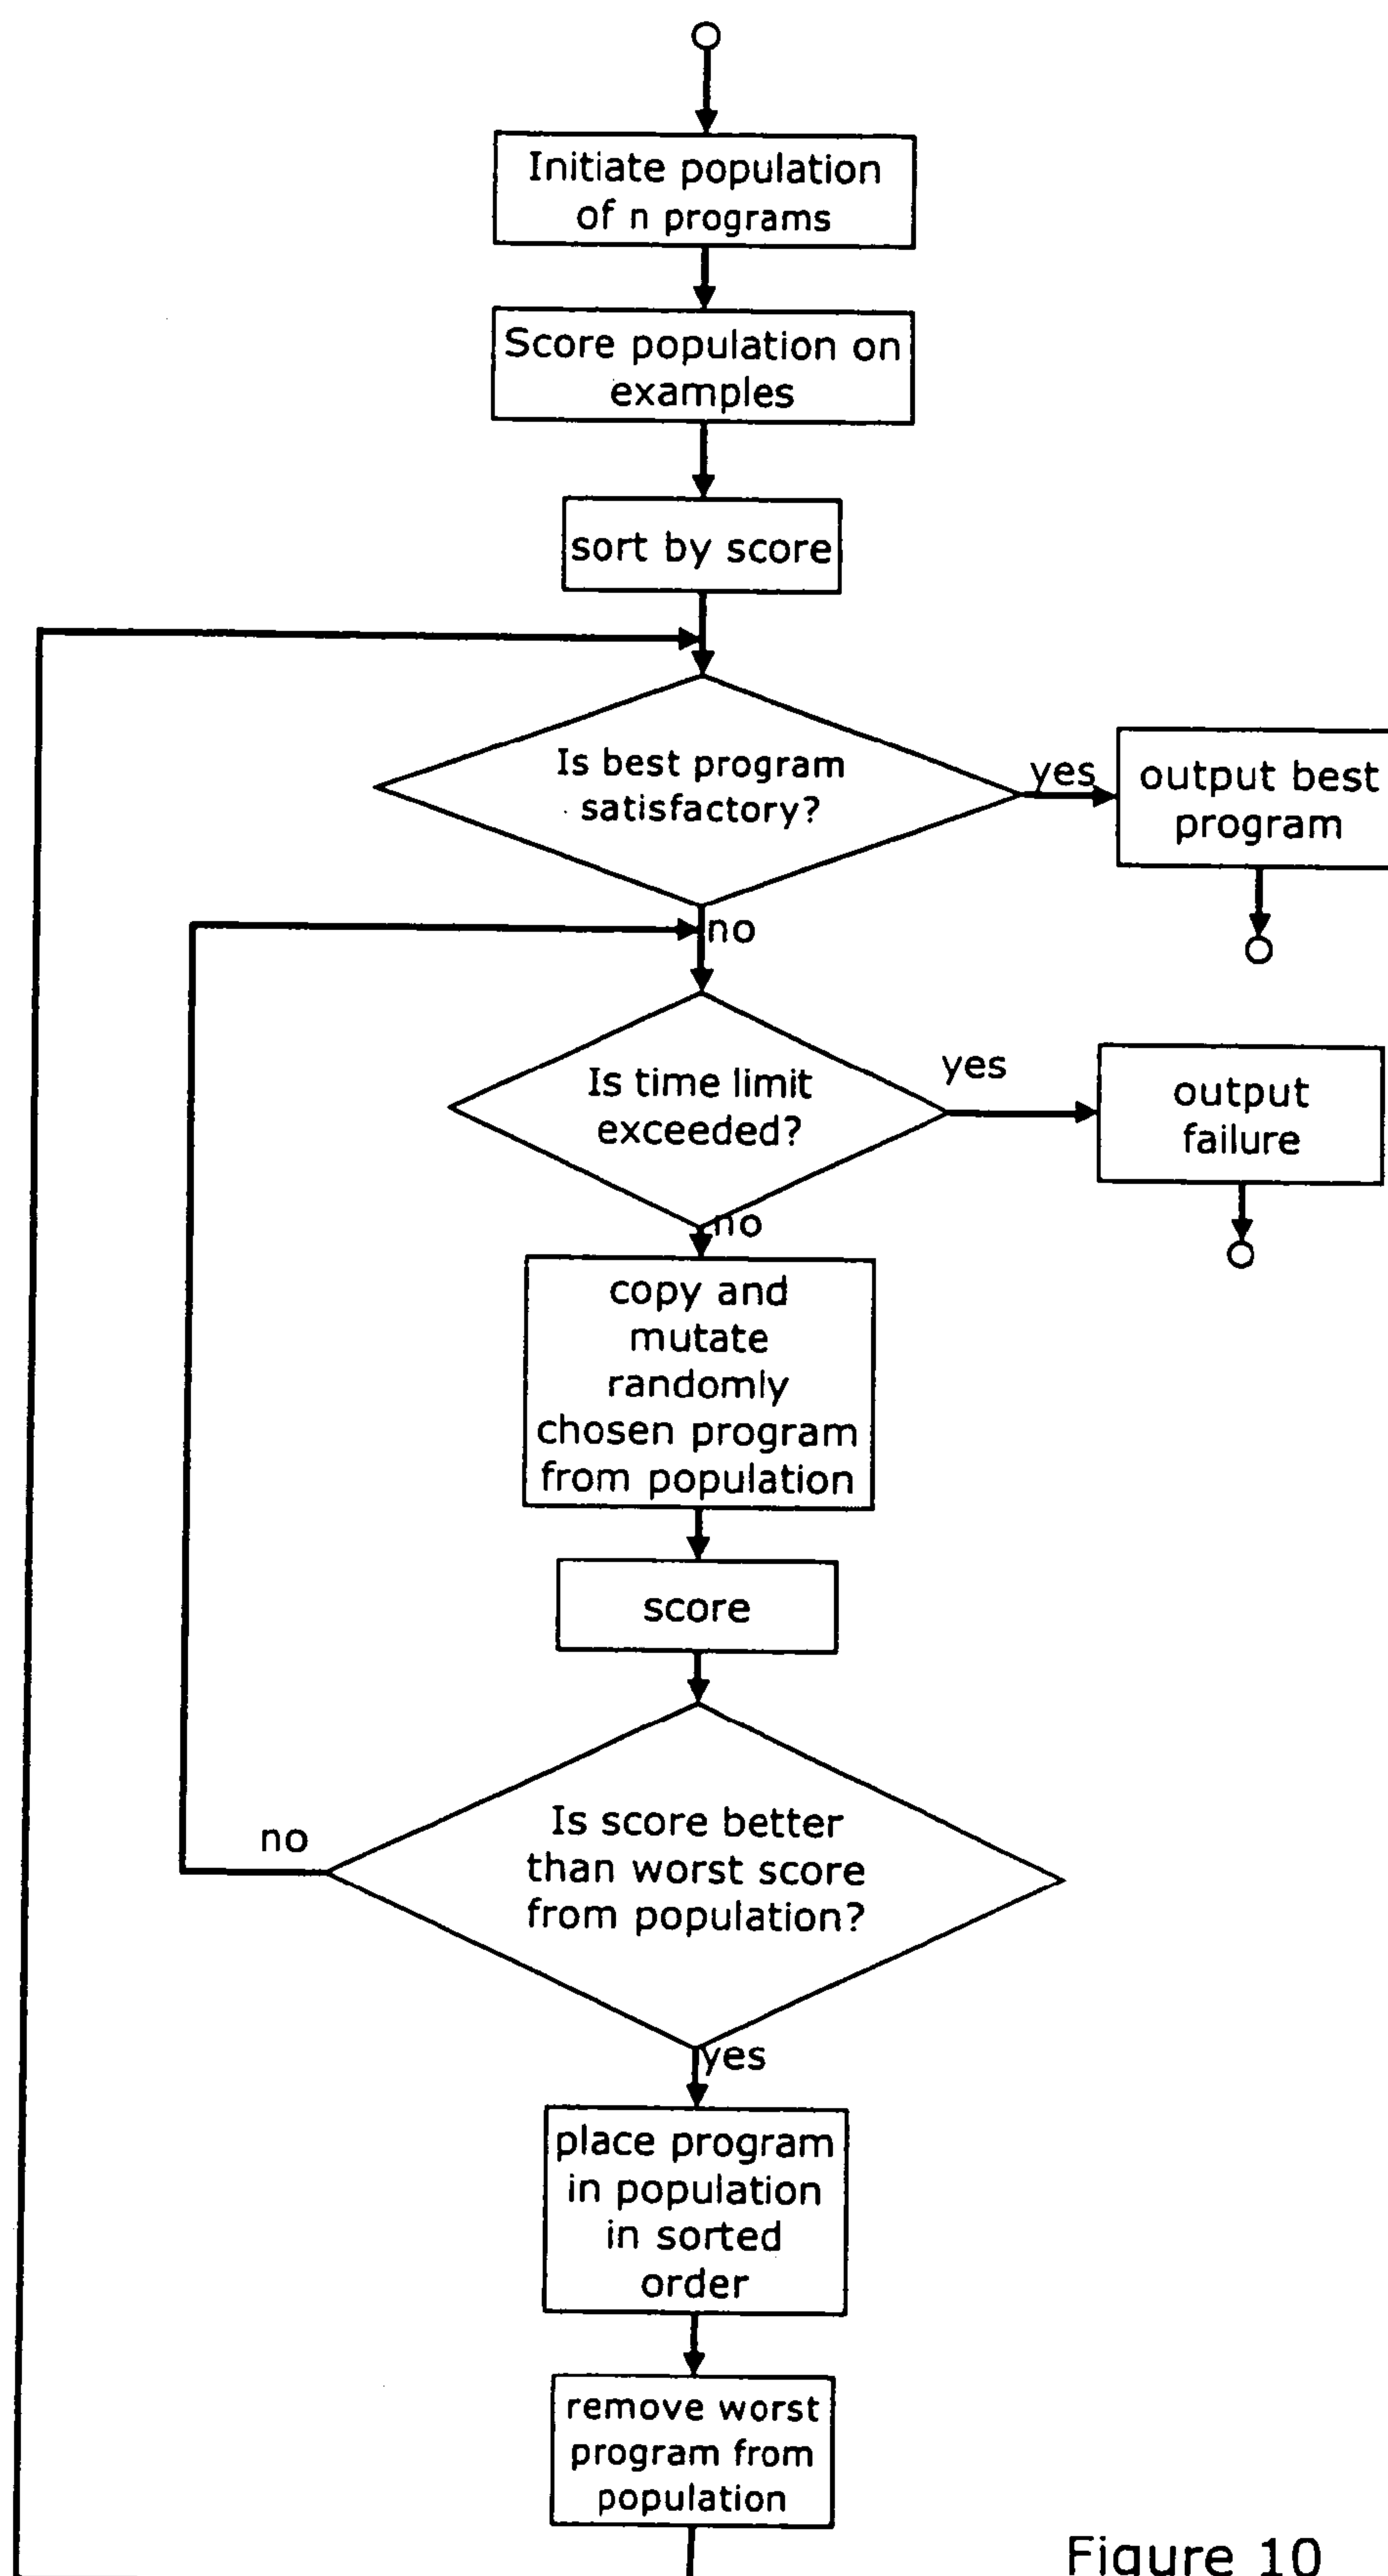 Initiate population
of n programs
Score population on
examples
sort by score
Is best program
satisfactory?
yes
output best
program
no
Is time limit
exceeded?
yes
output
failure
no
copy and
mutate
randomly
chosen program
from population
score
Is score better
than worst score
from population?
no
yes
place program
in population
in sorted
order
remove worst
program from
population
Figure 10